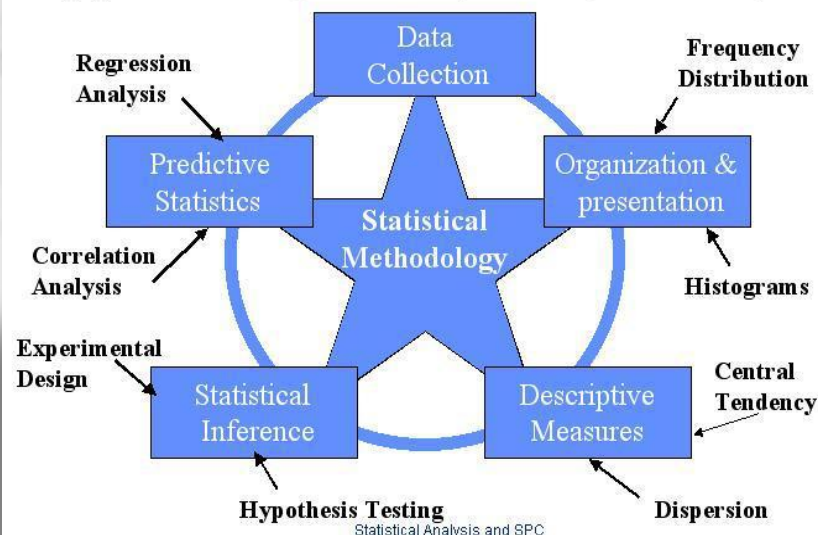 Data
Collection
Regression
Analysis
Frequency
Distribution
Predictive
Statistics
Organization &
presentation
Statistical
Methodology
Correlation
Analysis
Histograms
Experimental
Design
Statistical
Inference
Descriptive
Measures
Central
Tendency
Hypothesis Testing
Dispersion
Statistical Analysis and SPC